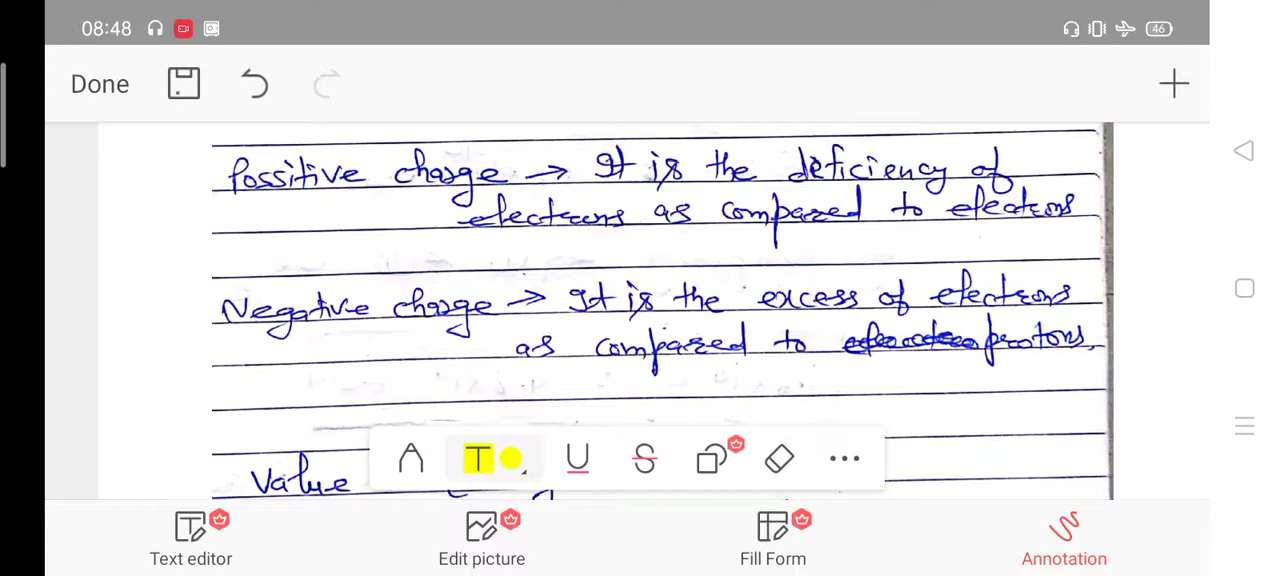 08:48
46
Done
Possitive charge → It is the deficiency of
electrons as compared to electrons
Negative charge → It is the excess of electrons
as compared to protons.
Value
Text editor
Edit picture
Fill Form
Annotation